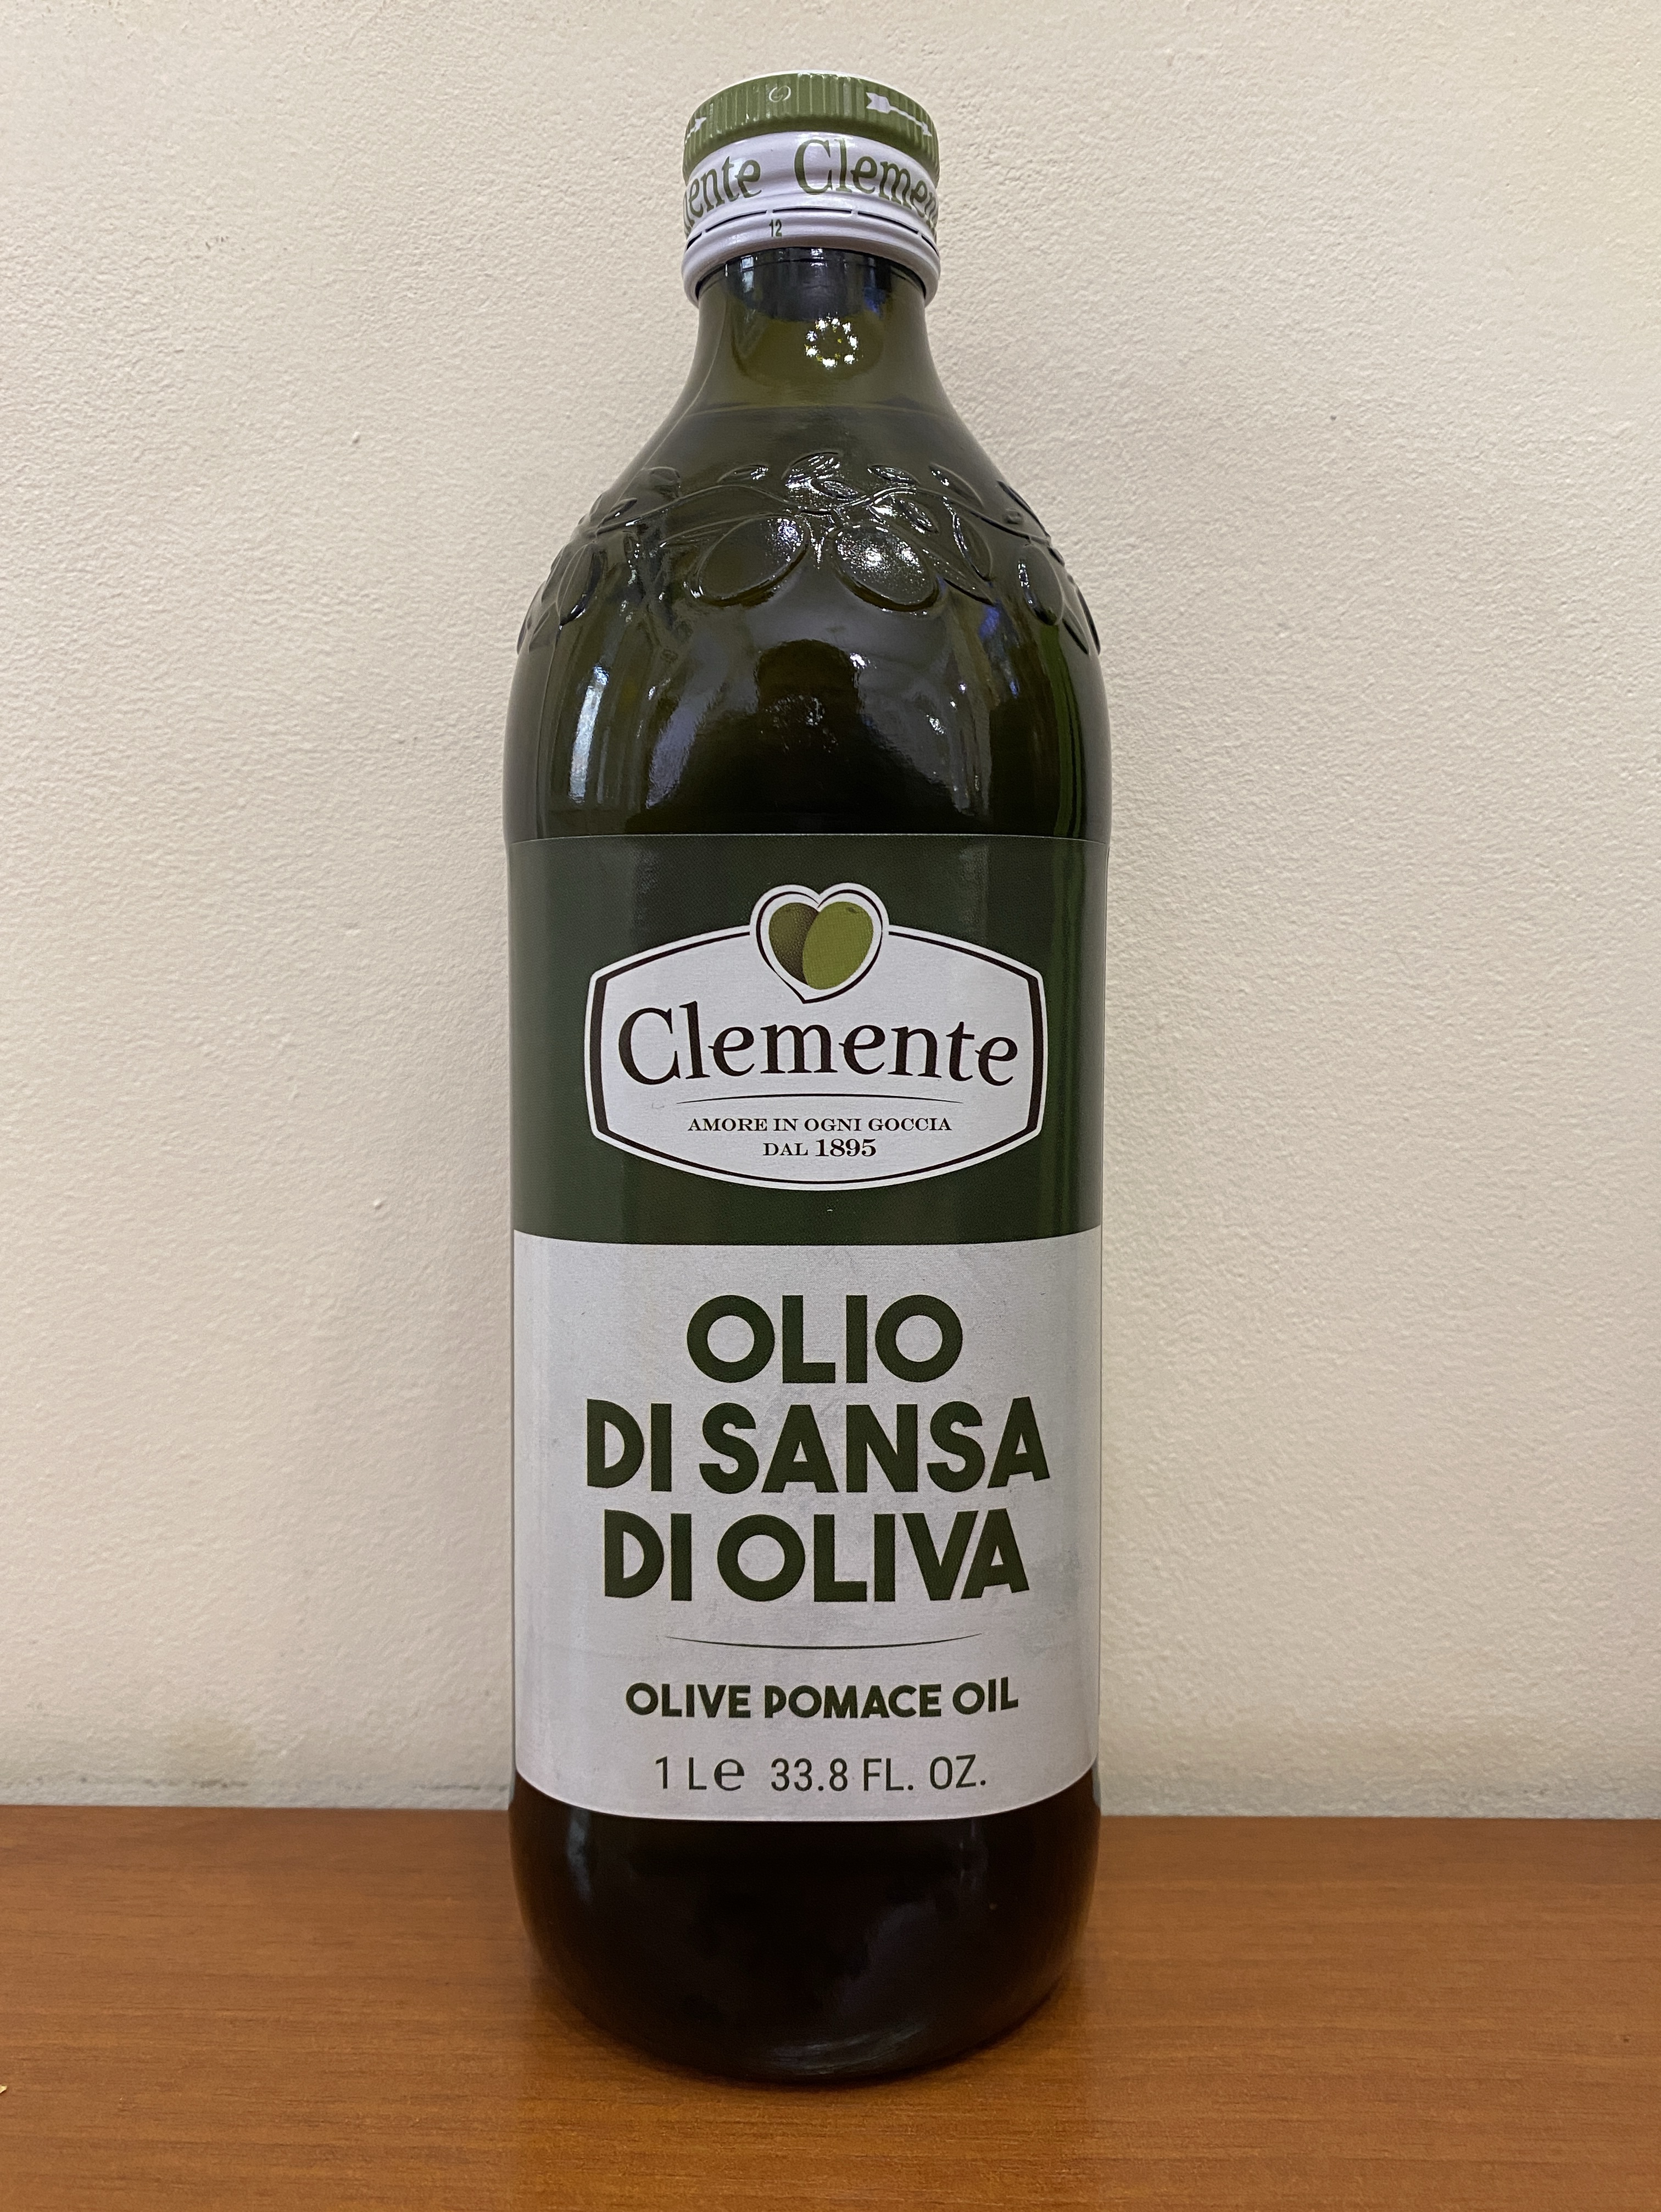 Clemente
12
Clemente
AMORE IN OGNI GOCCIA
DAL 1895
OLIO
DI SANSA
DI OLIVA
OLIVE POMACE OIL
1 L℮ 33.8 FL. OZ.